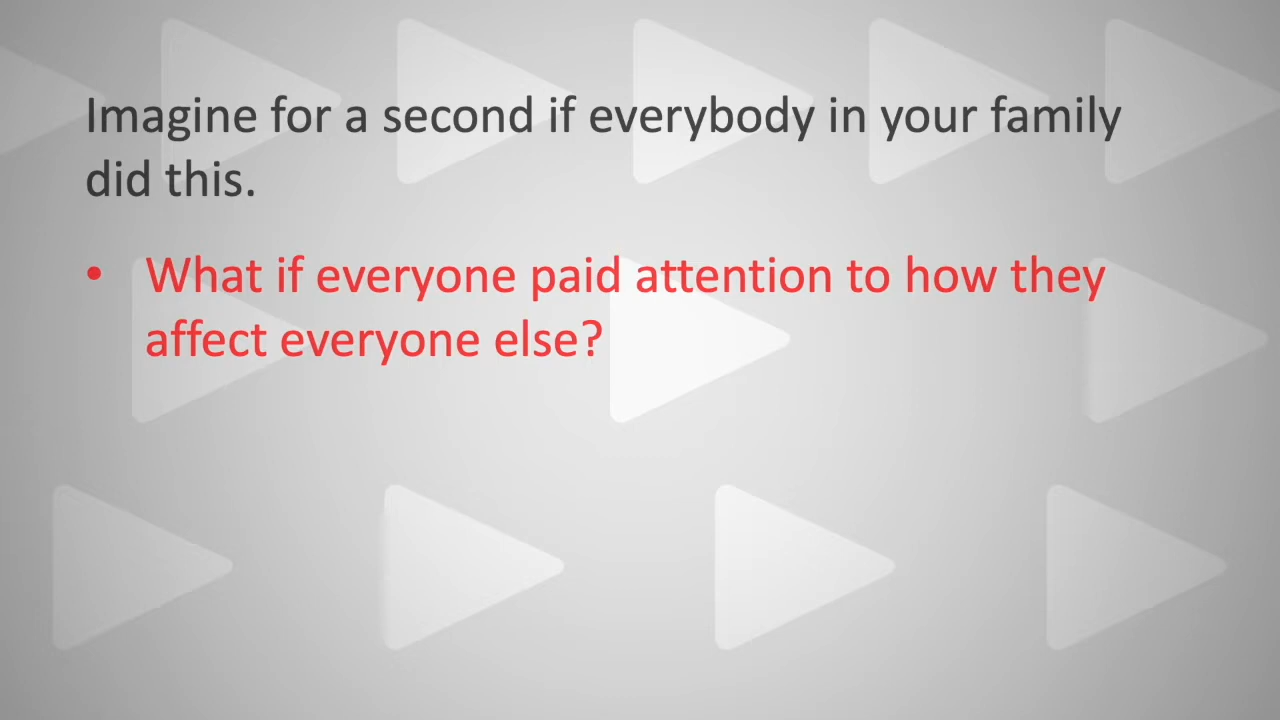 Imagine for a second if everybody in your family
did this.
• What if everyone paid attention to how they
affect everyone else?